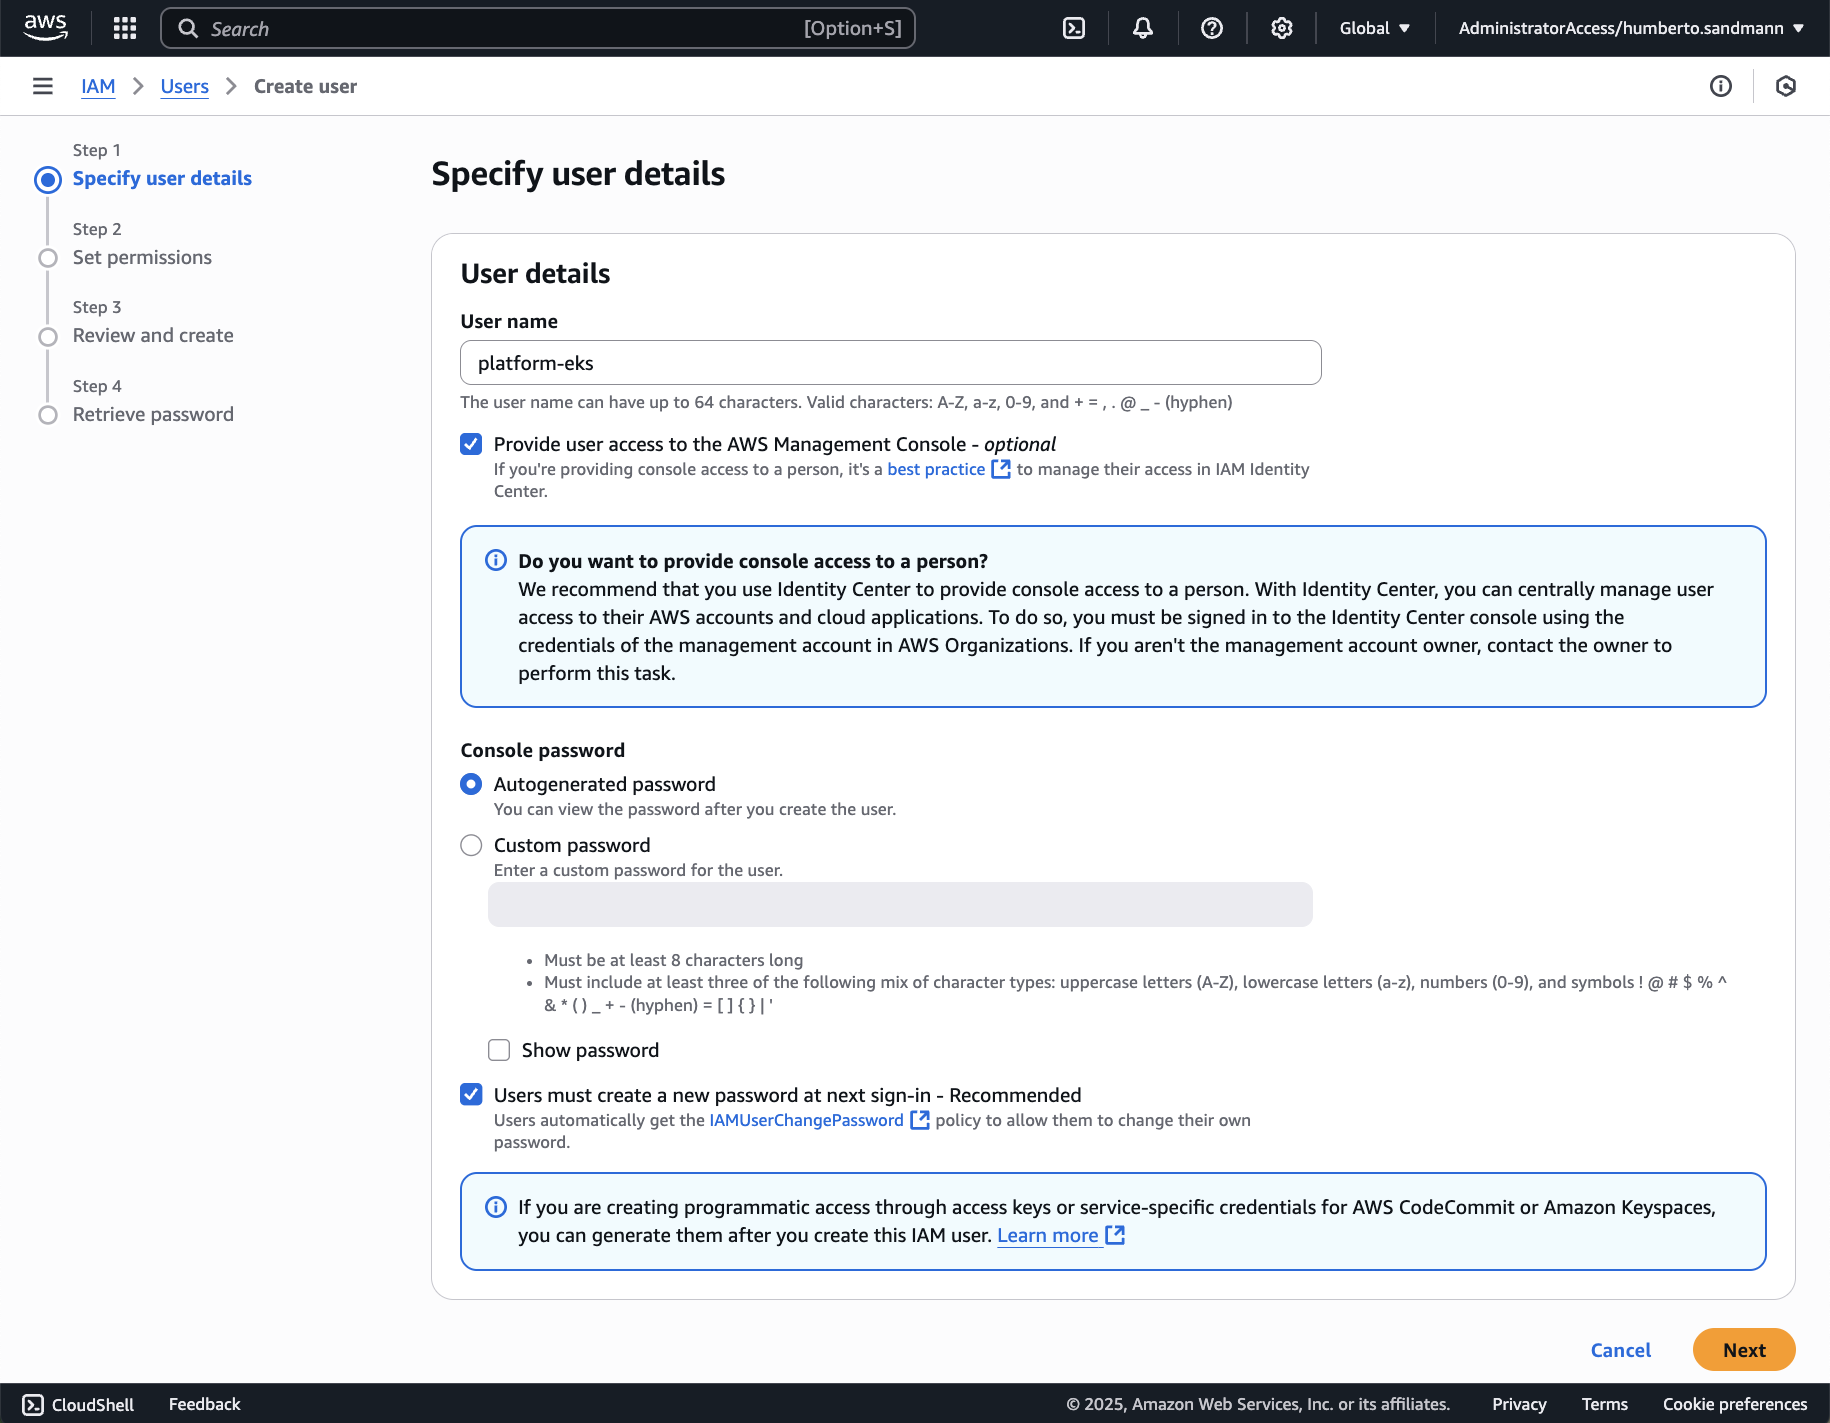 aws
Search [Option+S]
Global
AdministratorAccess/humberto.sandmann
IAM
Users
Create user
Step 1
Specify user details
Step 2
Set permissions
Step 3
Review and create
Step 4
Retrieve password
Specify user details
User details
User name
platform-eks
The user name can have up to 64 characters. Valid characters: A-Z, a-z, 0-9, and + = , . @ _ - (hyphen)
Provide user access to the AWS Management Console - optional
If you're providing console access to a person, it's a best practice to manage their access in IAM Identity
Center.
Do you want to provide console access to a person?
We recommend that you use Identity Center to provide console access to a person. With Identity Center, you can centrally manage user
access to their AWS accounts and cloud applications. To do so, you must be signed in to the Identity Center console using the
credentials of the management account in AWS Organizations. If you aren't the management account owner, contact the owner to
perform this task.
Console password
Autogenerated password
You can view the password after you create the user.
Custom password
Enter a custom password for the user.
• Must be at least 8 characters long
• Must include at least three of the following mix of character types: uppercase letters (A-Z), lowercase letters (a-z), numbers (0-9), and symbols ! @ # $ % ^
& * ( ) _ + - (hyphen) = [ ] { } | '
Show password
Users must create a new password at next sign-in - Recommended
Users automatically get the IAMUserChangePassword policy to allow them to change their own
password.
If you are creating programmatic access through access keys or service-specific credentials for AWS CodeCommit or Amazon Keyspaces,
you can generate them after you create this IAM user. Learn more
Cancel
Next
CloudShell
Feedback
© 2025, Amazon Web Services, Inc. or its affiliates.
Privacy
Terms
Cookie preferences